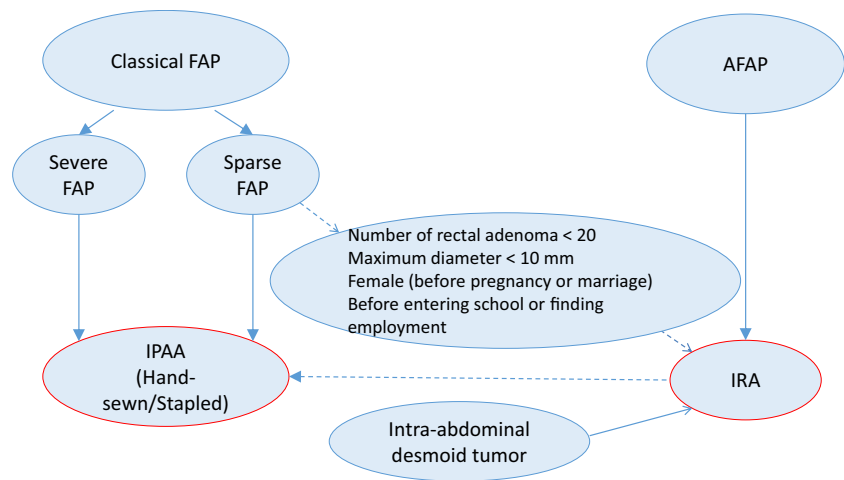 Classical FAP
AFAP
Severe
FAP
Sparse
FAP
Number of rectal adenoma < 20
Maximum diameter < 10 mm
Female (before pregnancy or marriage)
Before entering school or finding
employment
IPAA
(Hand-
sewn/Stapled)
IRA
Intra-abdominal
desmoid tumor